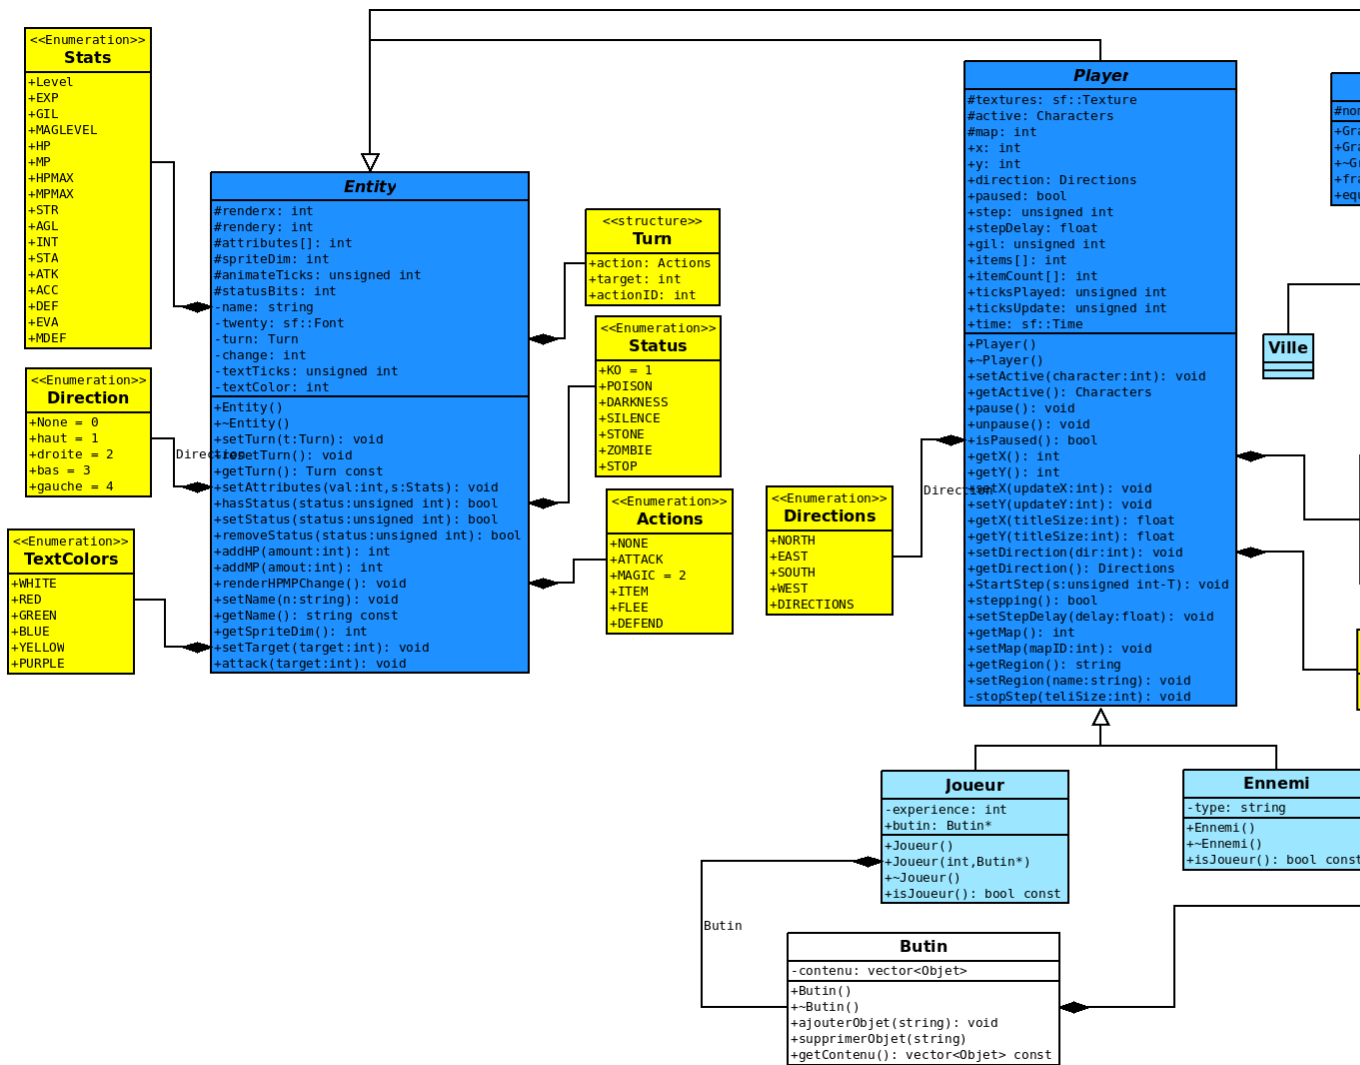 <<Enumeration>>
Stats
+Level
+EXP
+GIL
+MAGLEVEL
+HP
+MP
+HPMAX
+MPMAX
+STR
+AGL
+INT
+STA
+ATK
+ACC
+DEF
+EVA
+MDEF
<<Enumeration>>
Direction
+None = 0
+haut = 1
+droite = 2
+bas = 3
+gauche = 4
Direction
<<Enumeration>>
TextColors
+WHITE
+RED
+GREEN
+BLUE
+YELLOW
+PURPLE
Entity
#renderx: int
#rendery: int
#attributes[]: int
#spriteDim: int
#animateTicks: unsigned int
#statusBits: int
-name: string
-twenty: sf::Font
-turn: Turn
-change: int
-textTicks: unsigned int
-textColor: int
+Entity()
+~Entity()
+setTurn(t:Turn): void
+resetTurn(): void
+getTurn(): Turn const
+setAttributes(val:int,s:Stats): void
+hasStatus(status:unsigned int): bool
+setStatus(status:unsigned int): bool
+removeStatus(status:unsigned int): bool
+addHP(amount:int): int
+addMP(amout:int): int
+renderHPMPChange(): void
+setName(n:string): void
+getName(): string const
+getSpriteDim(): int
+setTarget(target:int): void
+attack(target:int): void
<<structure>>
Turn
+action: Actions
+target: int
+actionID: int
<<Enumeration>>
Status
+KO = 1
+POISON
+DARKNESS
+SILENCE
+STONE
+ZOMBIE
+STOP
<<Enumeration>>
Actions
+NONE
+ATTACK
+MAGIC = 2
+ITEM
+FLEE
+DEFEND
<<Enumeration>>
Directions
+NORTH
+EAST
+SOUTH
+WEST
+DIRECTIONS
Direction
Player
#textures: sf::Texture
#active: Characters
#map: int
+x: int
+y: int
+direction: Directions
+paused: bool
+step: unsigned int
+stepDelay: float
+gil: unsigned int
+items[]: int
+itemCount[]: int
+ticksPlayed: unsigned int
+ticksUpdate: unsigned int
+time: sf::Time
+Player()
+~Player()
+setActive(character:int): void
+getActive(): Characters
+pause(): void
+unpause(): void
+isPaused(): bool
+getX(): int
+getY(): int
+setX(updateX:int): void
+setY(updateY:int): void
+getX(titleSize:int): float
+getY(titleSize:int): float
+setDirection(dir:int): void
+getDirection(): Directions
+StartStep(s:unsigned int-T): void
+stepping(): bool
+setStepDelay(delay:float): void
+getMap(): int
+setMap(mapID:int): void
+getRegion(): string
+setRegion(name:string): void
-stopStep(teliSize:int): void
Ville
#nom
+Gra
+Gra
+~Gr
+fra
+equ
Joueur
-experience: int
+butin: Butin*
+Joueur()
+Joueur(int,Butin*)
+~Joueur()
+isJoueur(): bool const
Ennemi
-type: string
+Ennemi()
+~Ennemi()
+isJoueur(): bool const
Butin
Butin
-contenu: vector<Objet>
+Butin()
+~Butin()
+ajouterObjet(string): void
+supprimerObjet(string)
+getContenu(): vector<Objet> const